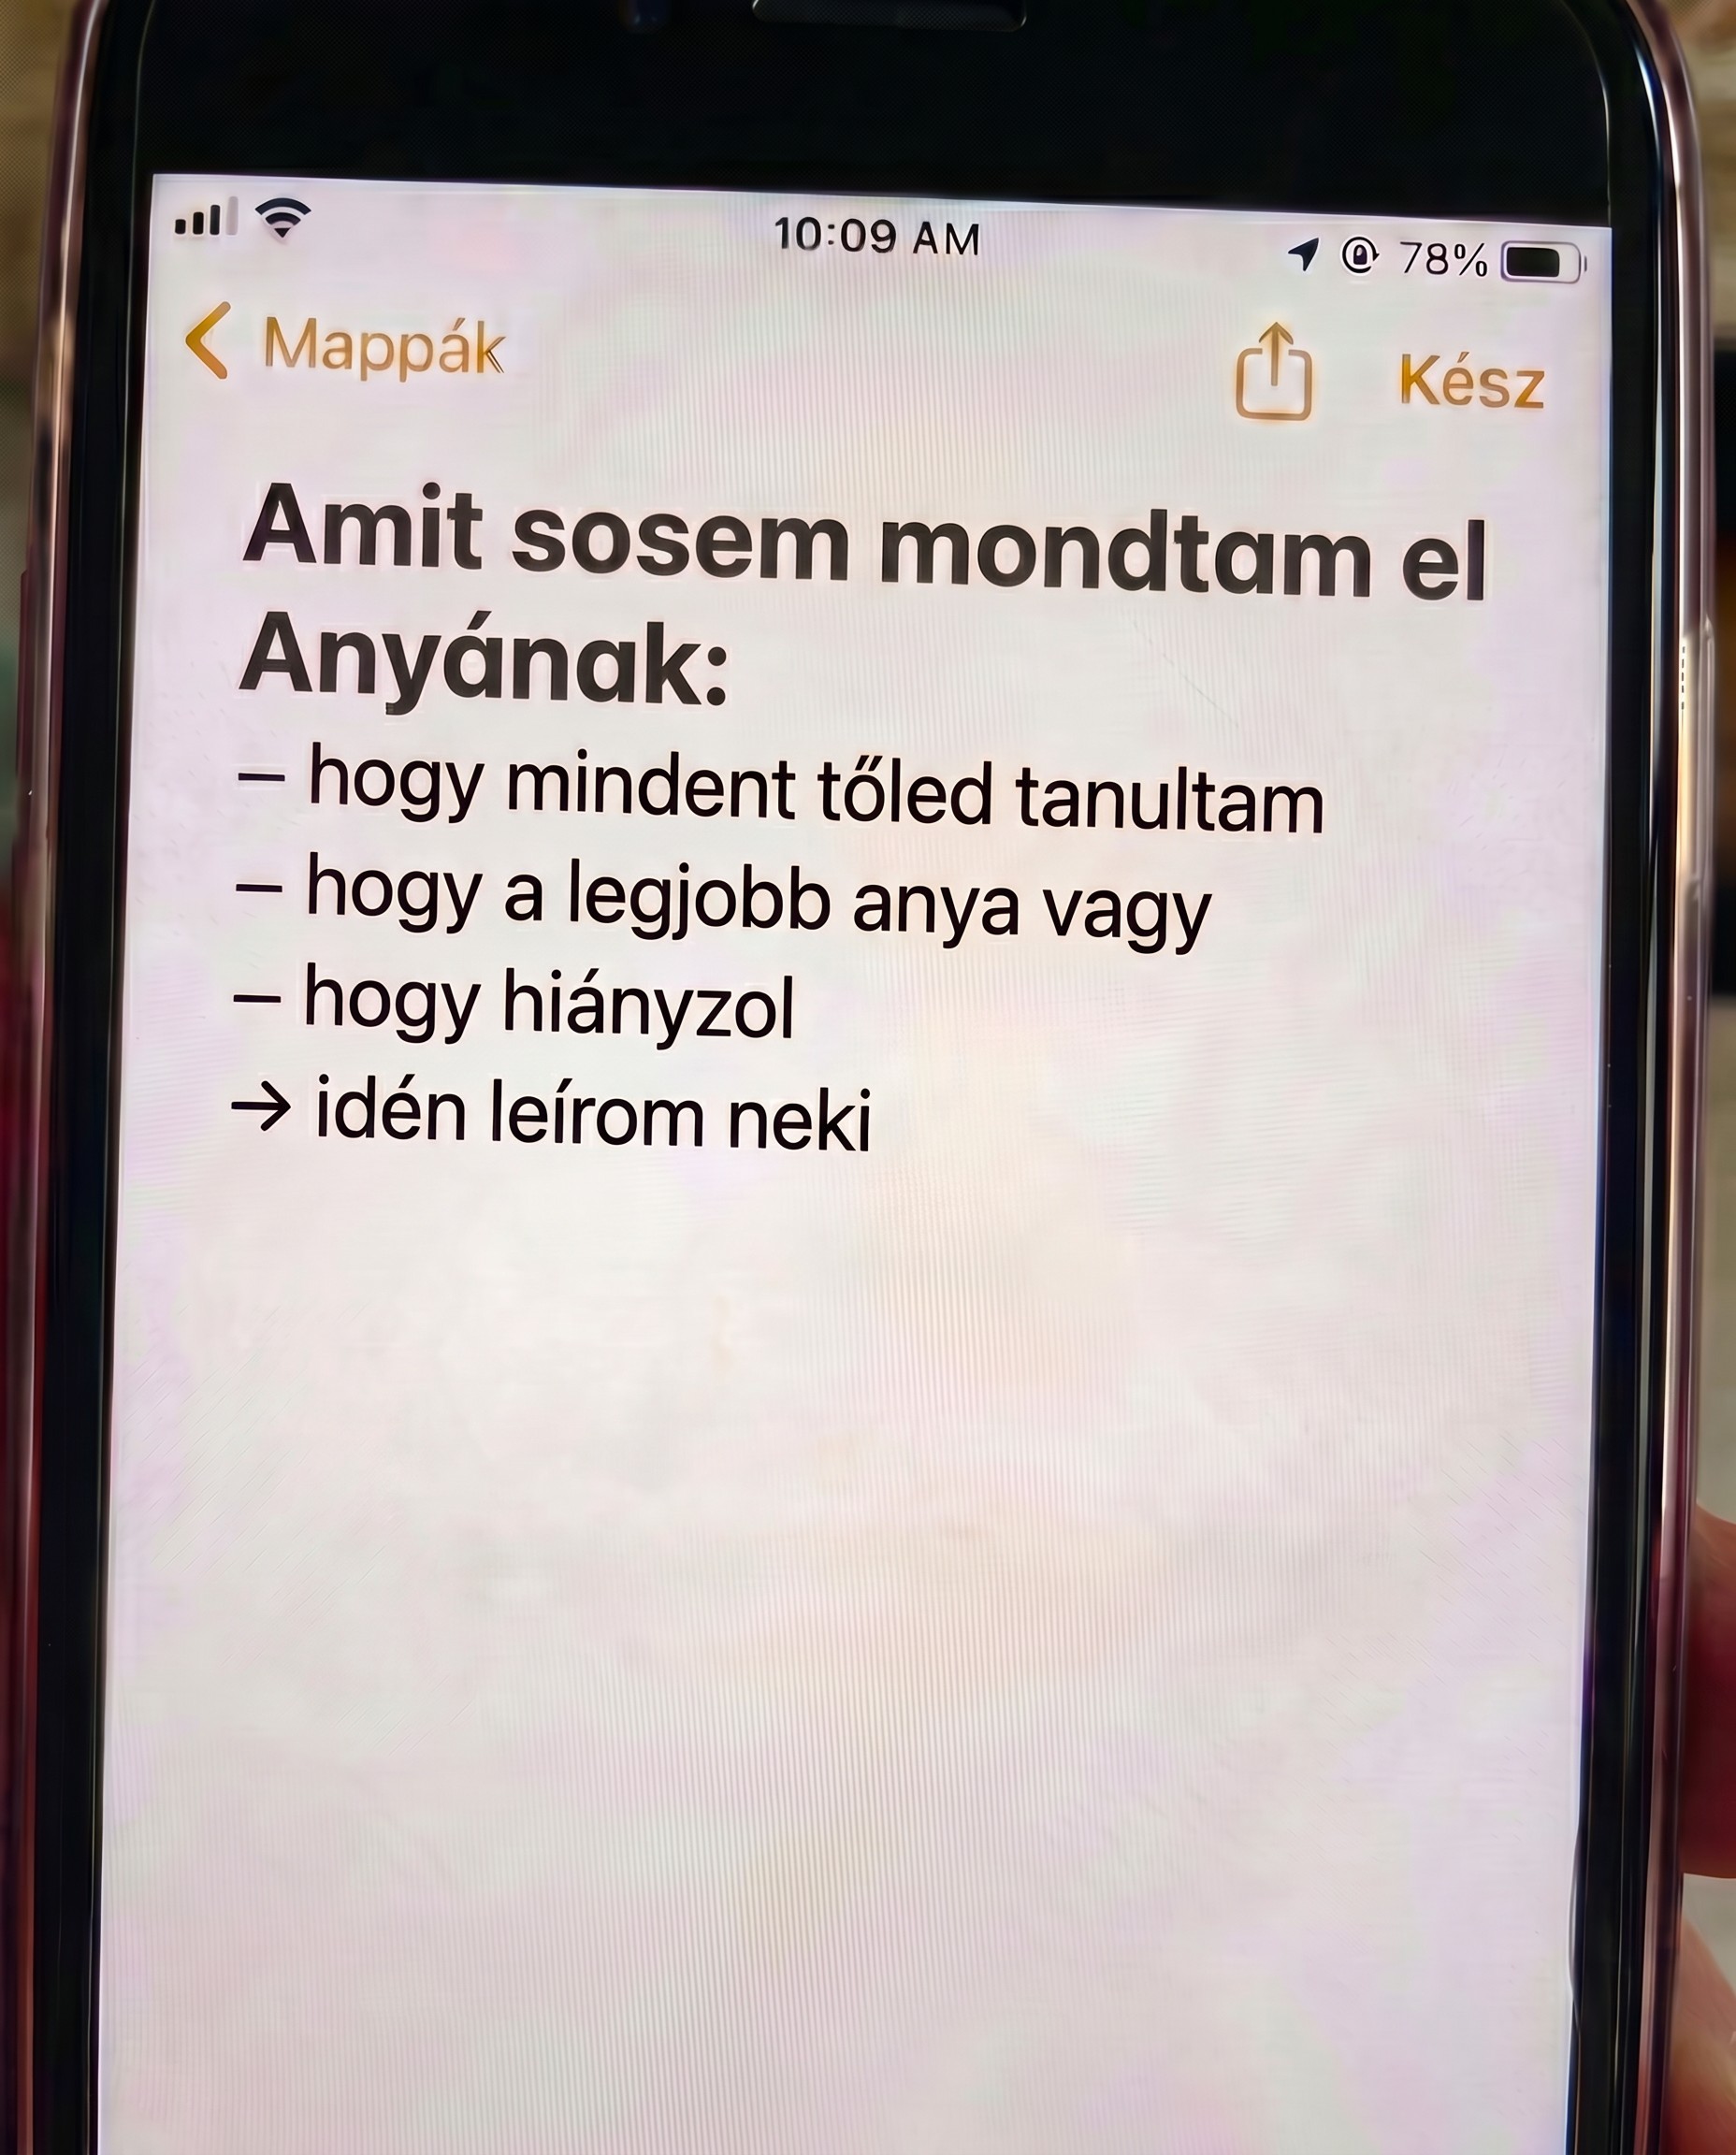 10:09 AM 78%
Mappák Kész
Amit sosem mondtam el
Anyának:
– hogy mindent tőled tanultam
– hogy a legjobb anya vagy
– hogy hiányzol
→ idén leírom neki